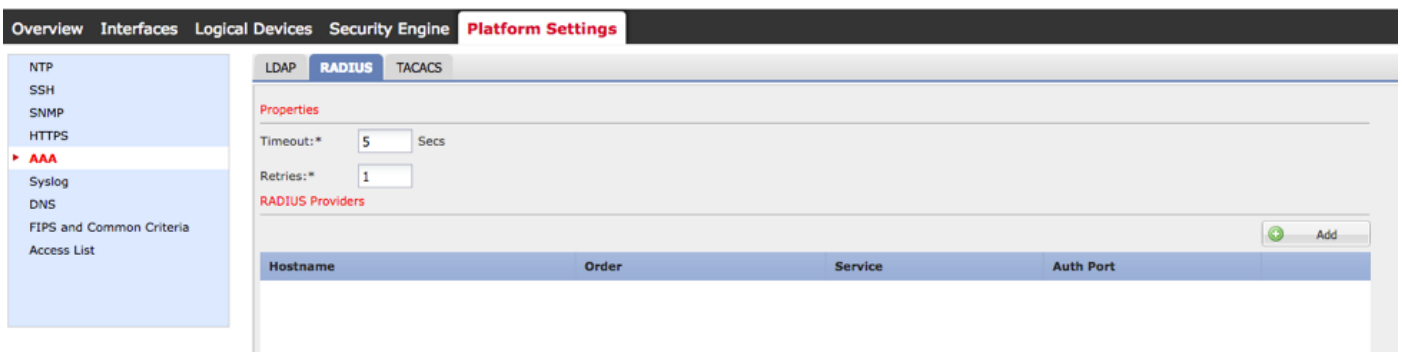 Overview Interfaces Logical Devices Security Engine Platform Settings
NTP
SSH
SNMP
HTTPS
AAA
Syslog
DNS
FIPS and Common Criteria
Access List
LDAP RADIUS TACACS
Properties
Timeout:* 5 Secs
Retries:* 1
RADIUS Providers
Add
Hostname Order Service Auth Port